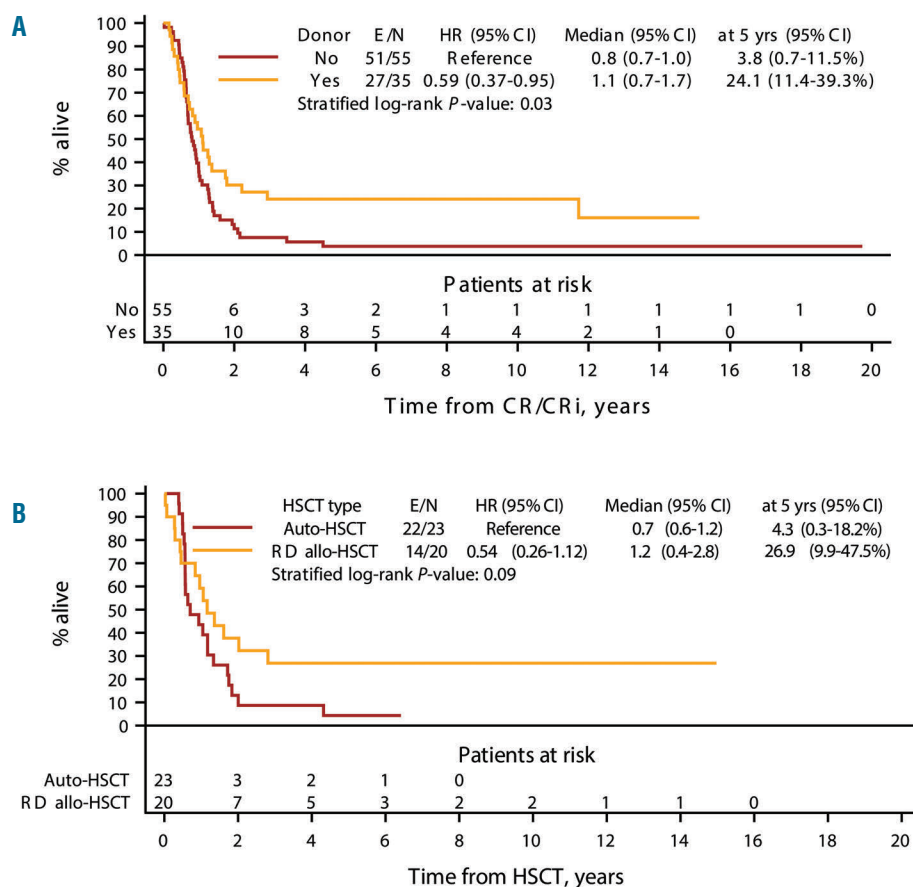 A
Donor E/N HR (95% CI) Median (95% CI) at 5 yrs (95% CI)
No 51/55 Reference 0.8 (0.7-1.0) 3.8 (0.7-11.5%)
Yes 27/35 0.59 (0.37-0.95) 1.1 (0.7-1.7) 24.1 (11.4-39.3%)
Stratified log-rank P-value: 0.03
% alive
100
90
80
70
60
50
40
30
20
10
0
Patients at risk
No 55 6 3 2 1 1 1 1 1 1 0
Yes 35 10 8 5 4 4 2 1 0
0 2 4 6 8 10 12 14 16 18 20
Time from CR/CRi, years
B
HSCT type E/N HR (95% CI) Median (95% CI) at 5 yrs (95% CI)
Auto-HSCT 22/23 Reference 0.7 (0.6-1.2) 4.3 (0.3-18.2%)
RD allo-HSCT 14/20 0.54 (0.26-1.12) 1.2 (0.4-2.8) 26.9 (9.9-47.5%)
Stratified log-rank P-value: 0.09
% alive
100
90
80
70
60
50
40
30
20
10
0
Patients at risk
Auto-HSCT 23 3 2 1 0
RD allo-HSCT 20 7 5 3 2 2 1 1 0
0 2 4 6 8 10 12 14 16 18 20
Time from HSCT, years